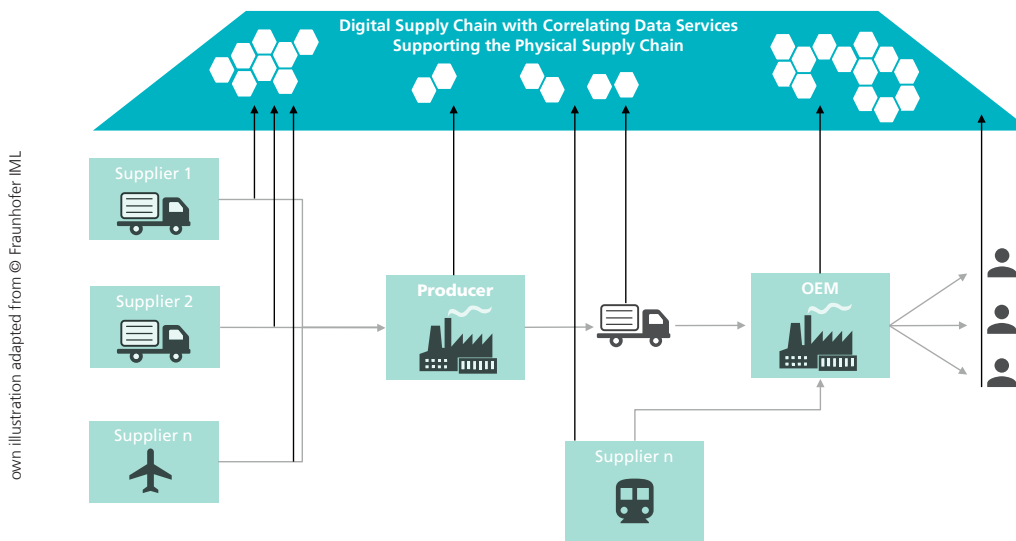 Digital Supply Chain with Correlating Data Services
Supporting the Physical Supply Chain
own illustration adapted from © Fraunhofer IML
Supplier 1
Supplier 2
Producer
OEM
Supplier n
Supplier n